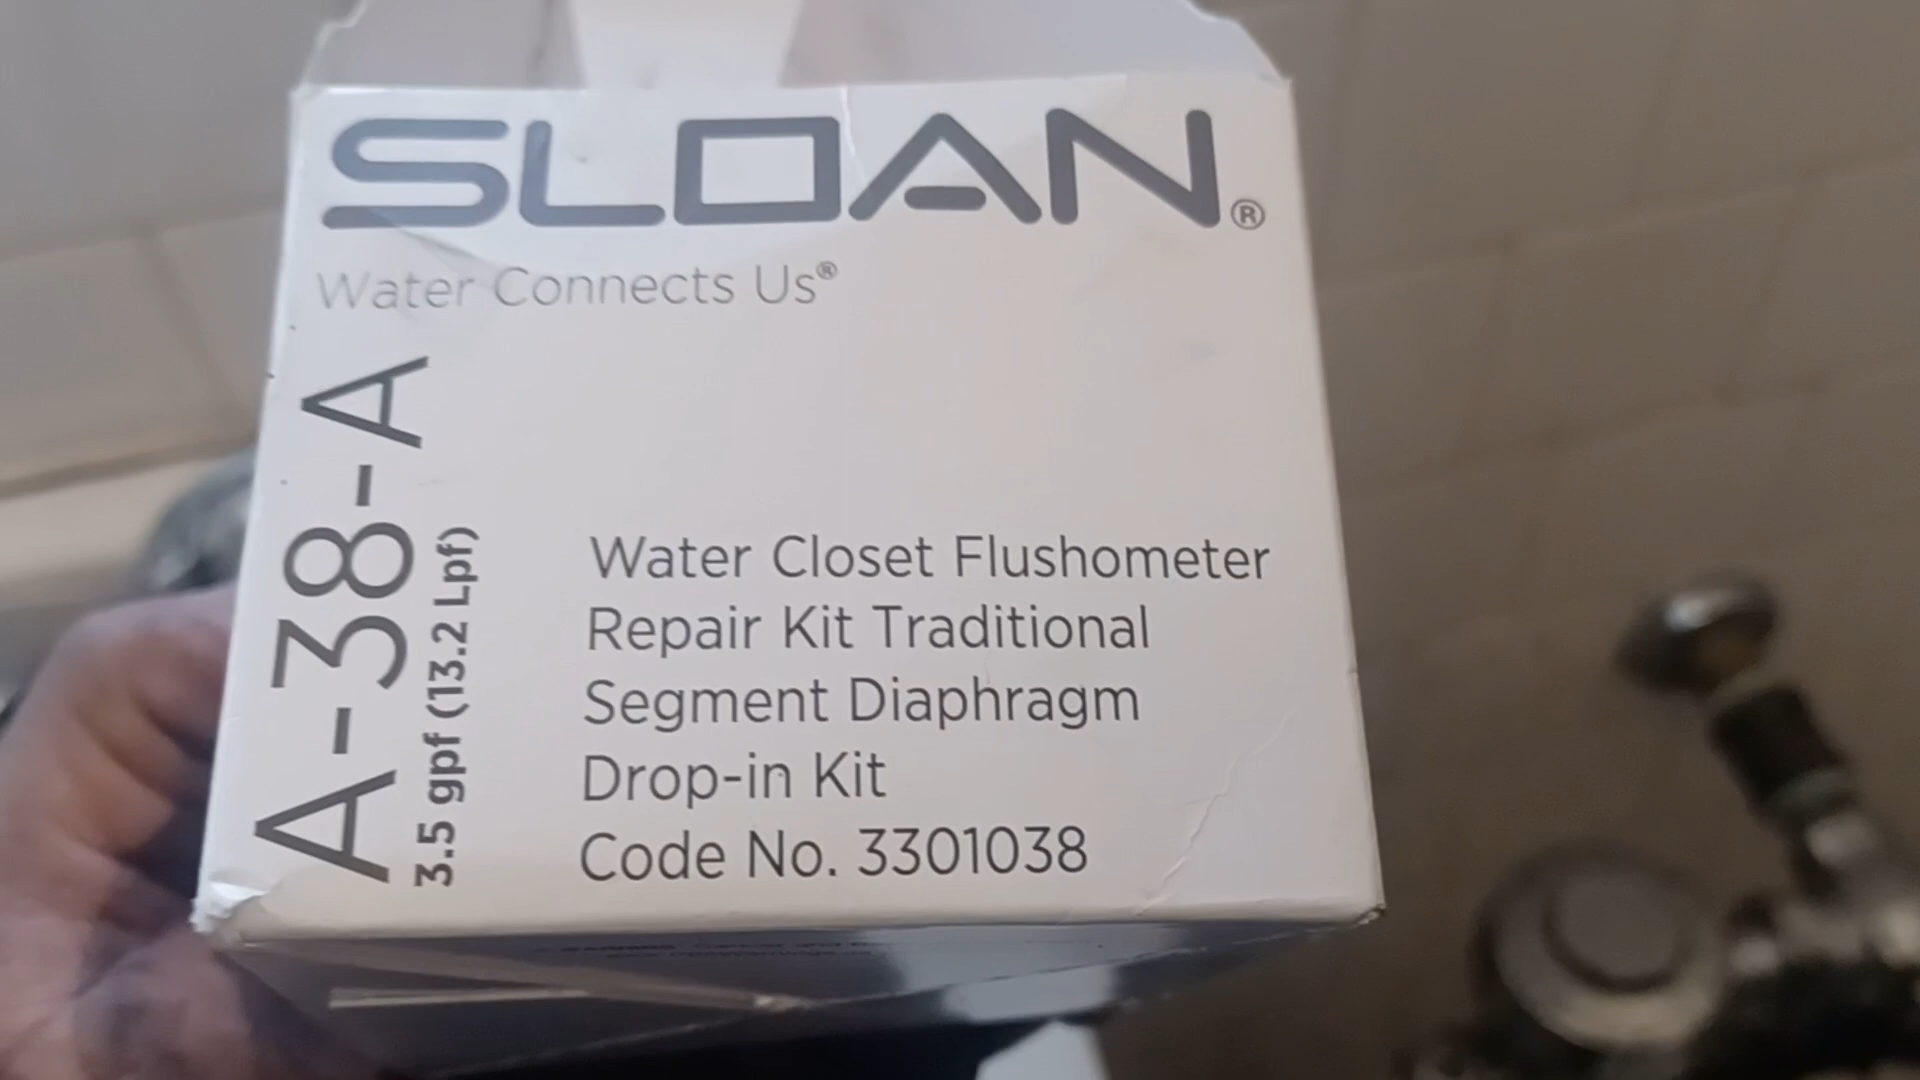 SLOAN®
Water Connects Us®
A-38-A
3.5 gpf (13.2 Lpf)
Water Closet Flushometer
Repair Kit Traditional
Segment Diaphragm
Drop-in Kit
Code No. 3301038